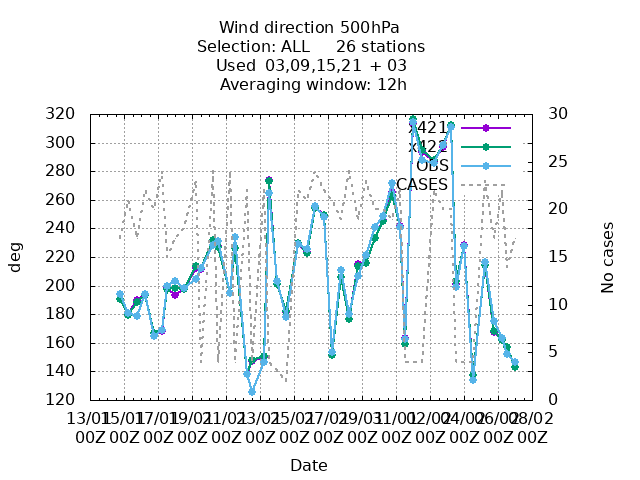 Wind direction 500hPa
Selection: ALL 26 stations
Used 03,09,15,21 + 03
Averaging window: 12h
320
300
280
260
240
220
200
180
160
140
120
deg
x421
x422
OBS
CASES
30
25
20
15
10
5
0
No cases
13/01 15/01 17/01 19/01 21/01 23/01 25/01 27/01 29/01 31/01 02/02 04/02 06/02 08/02
00Z 00Z 00Z 00Z 00Z 00Z 00Z 00Z 00Z 00Z 00Z 00Z 00Z 00Z
Date